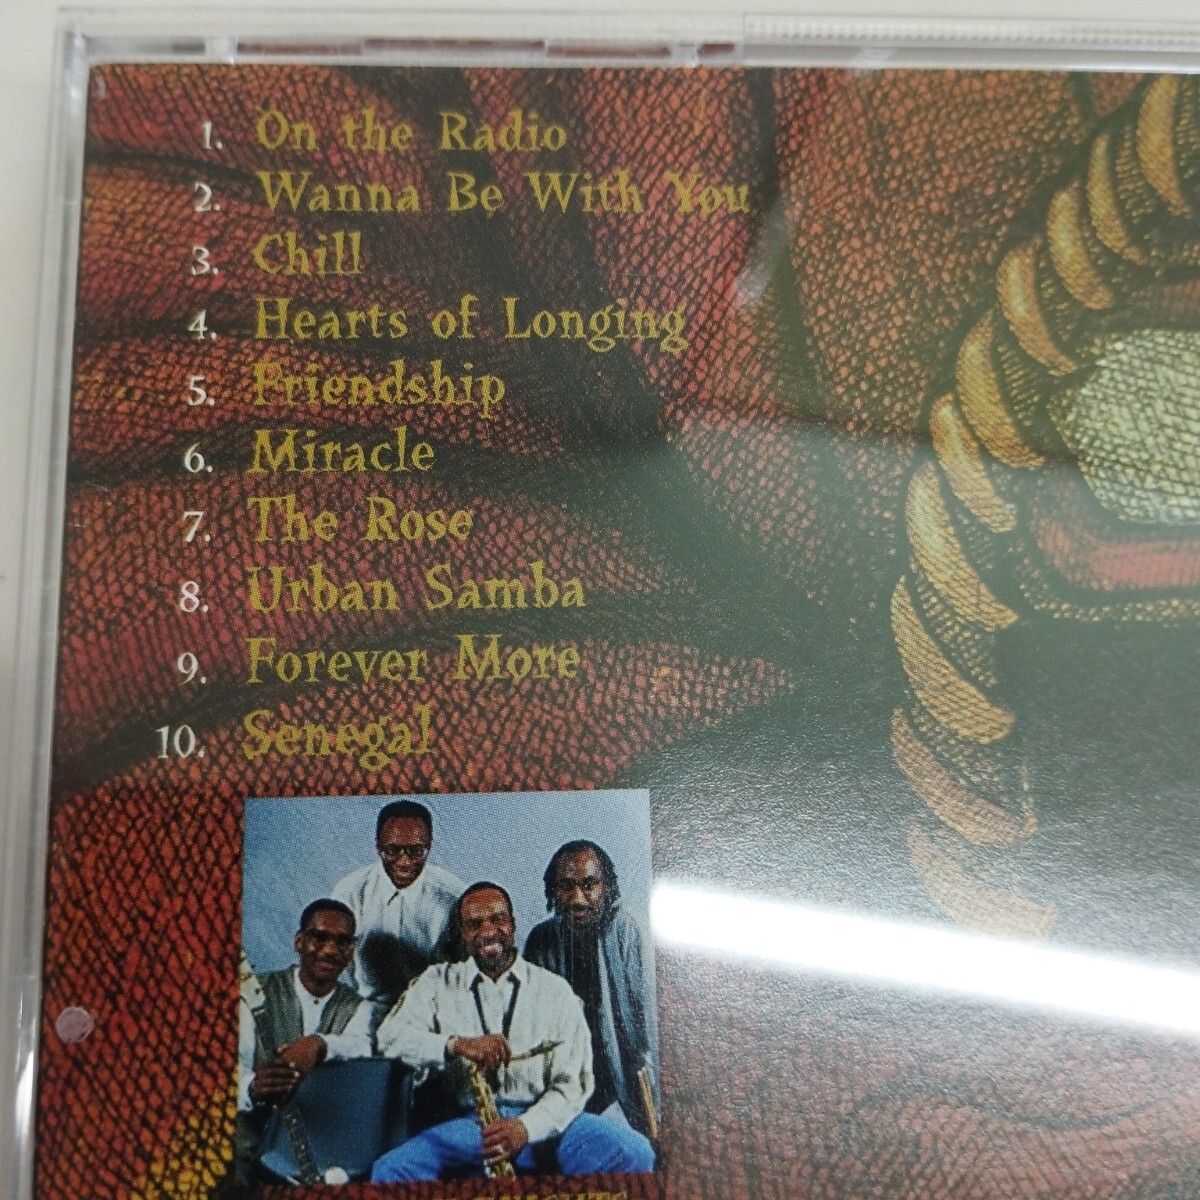 1. On the Radio
2. Wanna Be With You
3. Chill
4. Hearts of Longing
5. Friendship
6. Miracle
7. The Rose
8. Urban Samba
9. Forever More
10. Senegal